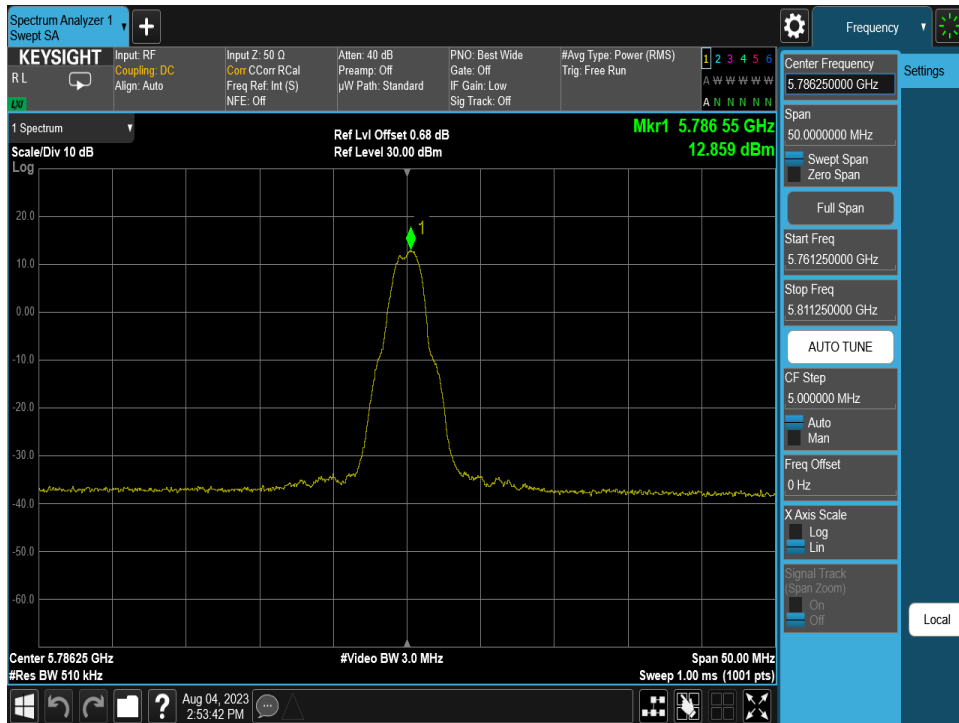 Spectrum Analyzer 1
Swept SA
+
Frequency
KEYSIGHT
R L
LXI
Input: RF
Coupling: DC
Align: Auto
Input Z: 50 Ω
Corr CCorr RCal
Freq Ref: Int (S)
NFE: Off
Atten: 40 dB
Preamp: Off
µW Path: Standard
PNO: Best Wide
Gate: Off
IF Gain: Low
Sig Track: Off
#Avg Type: Power (RMS)
Trig: Free Run
1 2 3 4 5 6
A W W W W W
A N N N N N
1 Spectrum
Scale/Div 10 dB
Log
Ref Lvl Offset 0.68 dB
Ref Level 30.00 dBm
Mkr1 5.786 55 GHz
12.859 dBm
1
20.0
10.0
0.00
-10.0
-20.0
-30.0
-40.0
-50.0
-60.0
Center 5.78625 GHz
#Res BW 510 kHz
#Video BW 3.0 MHz
Span 50.00 MHz
Sweep 1.00 ms (1001 pts)
Center Frequency
5.786250000 GHz
Span
50.0000000 MHz
Swept Span
Zero Span
Full Span
Start Freq
5.761250000 GHz
Stop Freq
5.811250000 GHz
AUTO TUNE
CF Step
5.000000 MHz
Auto
Man
Freq Offset
0 Hz
X Axis Scale
Log
Lin
Signal Track
(Span Zoom)
On
Off
Settings
Local
?
Aug 04, 2023
2:53:42 PM